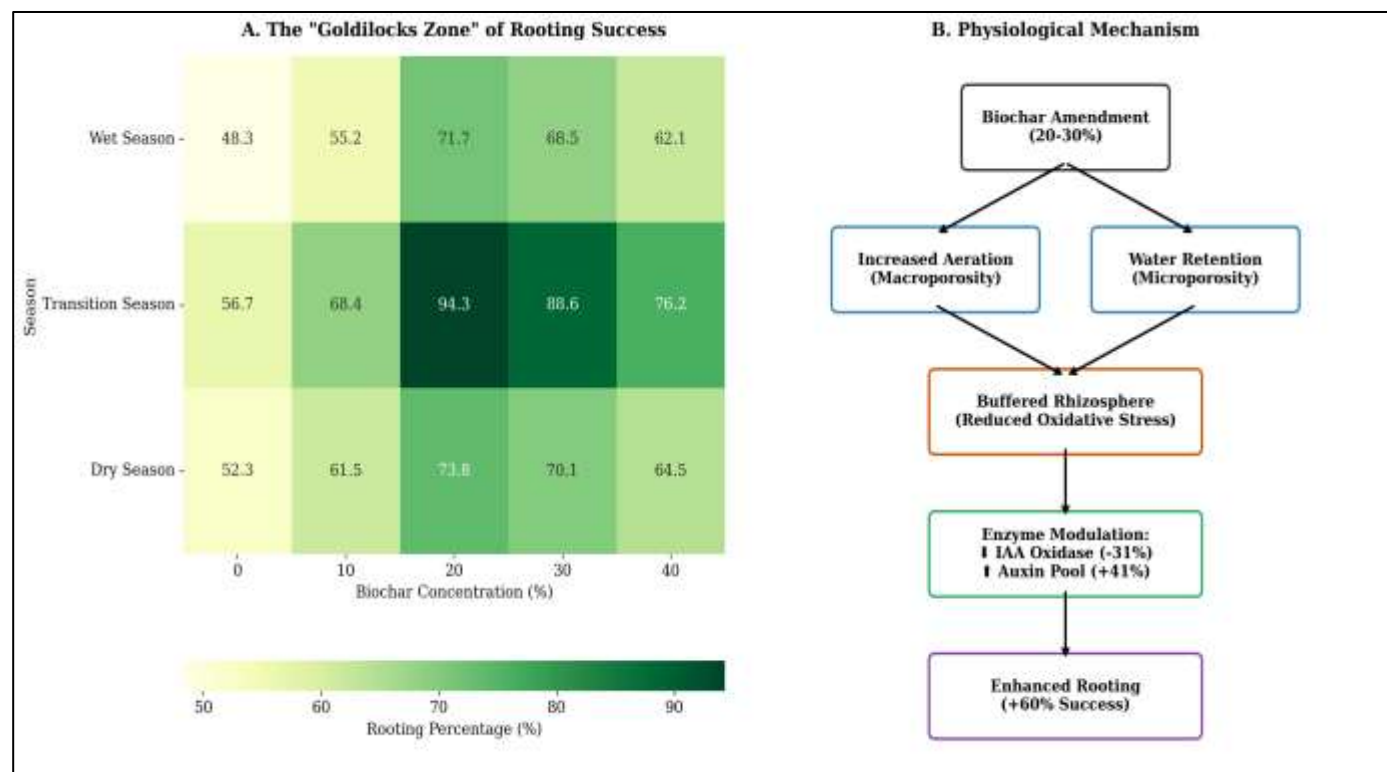 A. The "Goldilocks Zone" of Rooting Success
Season
Wet Season
48.3 55.2 71.7 68.5 62.1
Transition Season
56.7 68.4 94.3 88.6 76.2
Dry Season
52.3 61.5 73.8 70.1 64.5
0 10 20 30 40
Biochar Concentration (%)
50 60 70 80 90
Rooting Percentage (%)
B. Physiological Mechanism
Biochar Amendment
(20-30%)
Increased Aeration
(Macroporosity)
Water Retention
(Microporosity)
Buffered Rhizosphere
(Reduced Oxidative Stress)
Enzyme Modulation:
⬇ IAA Oxidase (-31%)
⬆ Auxin Pool (+41%)
Enhanced Rooting
(+60% Success)